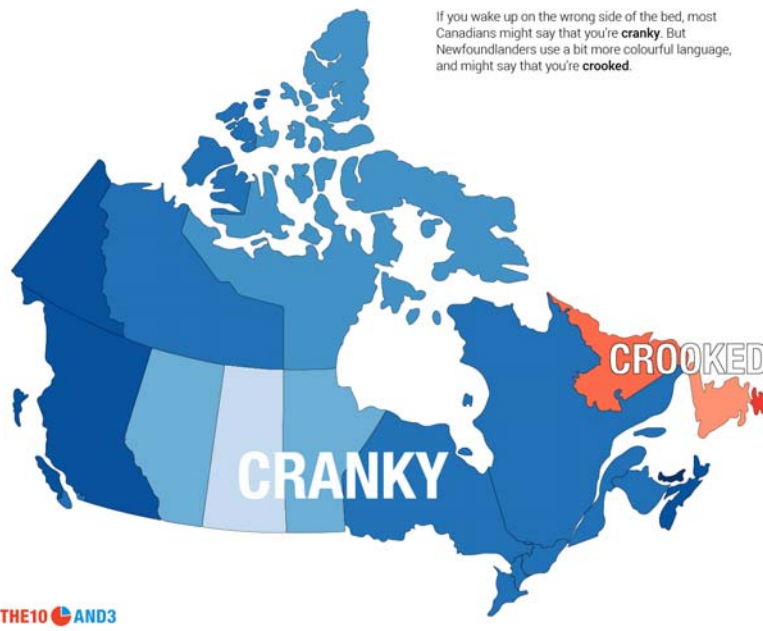 If you wake up on the wrong side of the bed, most
Canadians might say that you're cranky. But
Newfoundlanders use a bit more colourful language,
and might say that you're crooked.
CROOKED
CRANKY
THE10 AND3